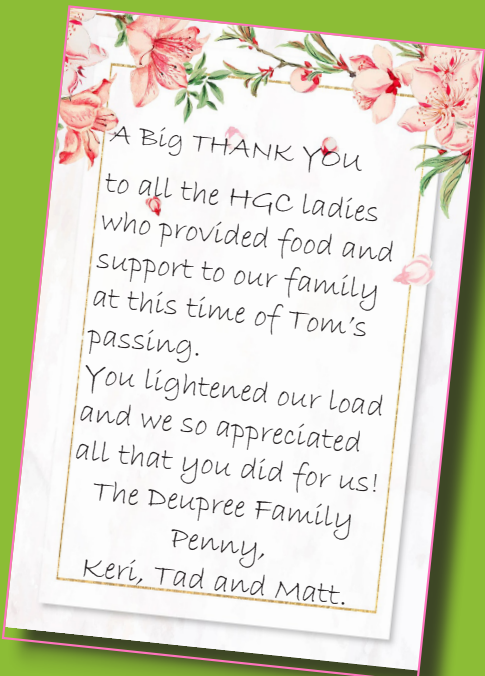 A Big THANK YOU
to all the HGC ladies
who provided food and
support to our family
at this time of Tom's
passing.
You lightened our load
and we so appreciated
all that you did for us!
The Deupree Family
Penny,
Keri, Tad and Matt.